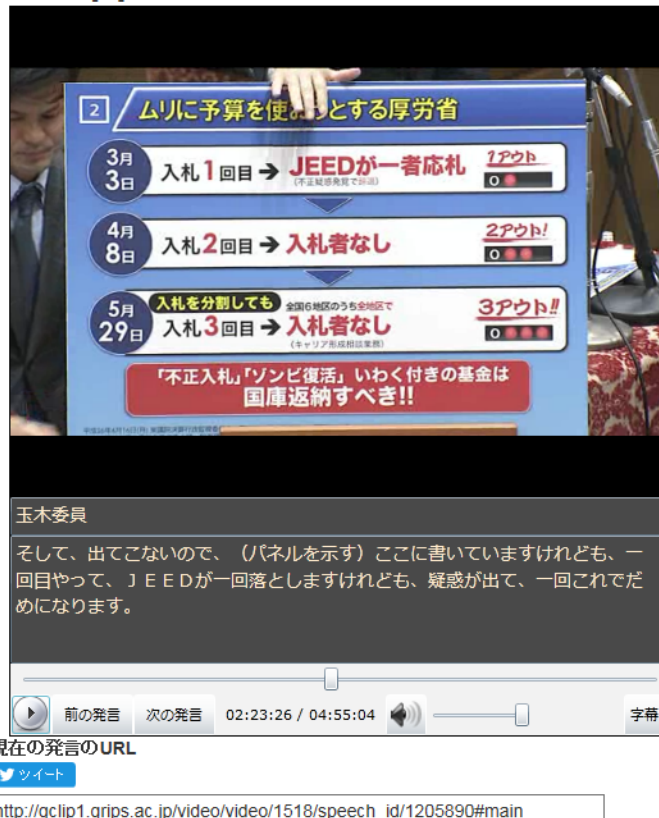 2 ムリに予算を使おうとする厚労省
3月3日 入札1回目➔JEEDが一者応札 1アウト
(不正疑惑発覚で辞退) O
4月8日 入札2回目➔入札者なし 2アウト!
O
入札を分割しても 全国6地区のうち全地区で
5月29日 入札3回目➔入札者なし 3アウト!!
(キャリア形成相談業務) O
「不正入札」「ゾンビ復活」いわく付きの基金は
国庫返納すべき!!
玉木委員
そして、出てこないので、（パネルを示す）ここに書いていますけれども、一
回目やって、ＪＥＥＤが一回落としますけれども、疑惑が出て、一回これでだ
めになります。
前の発言 次の発言 02:23:26 / 04:55:04 字幕
現在の発言のURL
ツイート
http://gclip1.grips.ac.jp/video/video/1518/speech_id/1205890#main